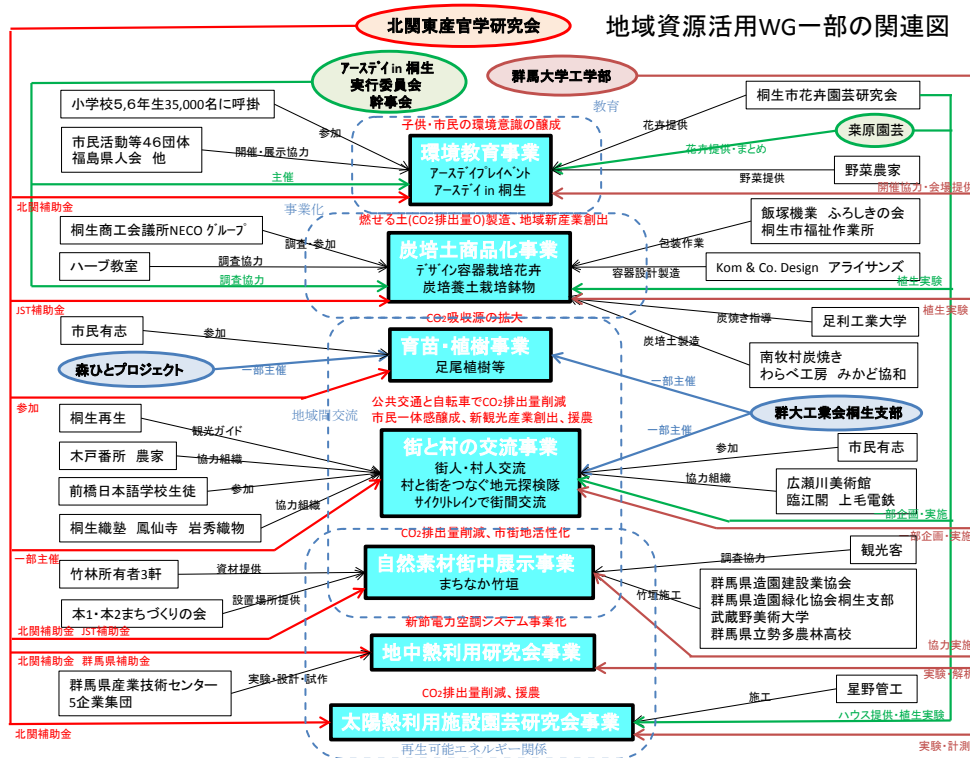 北関東産官学研究会
地域資源活用WG一部の関連図
アースデイ in 桐生
実行委員会
幹事会
群馬大学工学部
教育
小学校5,6年生35,000名に呼掛
参加
桐生市花卉園芸研究会
花卉提供
子供・市民の環境意識の醸成
市民活動等46団体
福島県人会 他
開催・展示協力
環境教育事業
アースデイプレイベント
アースデイ in 桐生
桒原園芸
花卉提供・まとめ
野菜農家
野菜提供
主催
開催協力・会場提供
北関補助金
事業化
燃せる土(CO2排出量0)製造、地域新産業創出
桐生商工会議所NECO グループ
調査・参加
飯塚機業 ふろしきの会
桐生市福祉作業所
包装作業
炭培土商品化事業
デザイン容器栽培花卉
炭培養土栽培鉢物
ハーブ教室
調査協力
Kom & Co. Design アライサンズ
容器設計製造
調査協力
植生実験
JST補助金
植生実験
CO2吸収源の拡大
市民有志
参加
足利工業大学
炭焼き指導
育苗・植樹事業
足尾植樹等
炭培土製造
南牧村炭焼き
わらべ工房 みかど協和
森ひとプロジェクト
一部主催
一部主催
参加
地域間交流
公共交通と自転車でCO2排出量削減
市民一体感醸成、新観光産業創出、援農
群大工業会桐生支部
桐生再生
観光ガイド
一部主催
街と村の交流事業
街人・村人交流
村と街をつなぐ地元探検隊
サイクリトレインで街間交流
木戸番所 農家
協力組織
参加
市民有志
前橋日本語学校生徒
参加
協力組織
広瀬川美術館
臨江閣 上毛電鉄
桐生織塾 鳳仙寺 岩秀織物
協力組織
部企画・実施
一部企画・実施
CO2排出量削減、市街地活性化
一部主催
竹林所有者3軒
資材提供
自然素材街中展示事業
まちなか竹垣
調査協力
観光客
本1・本2まちづくりの会
設置場所提供
竹垣施工
群馬県造園建設業協会
群馬県造園緑化協会桐生支部
武蔵野美術大学
群馬県立勢多農林高校
北関補助金 JST補助金
新節電力空調システム事業化
協力実施
地中熱利用研究会事業
北関補助金 群馬県補助金
実験・解析
群馬県産業技術センター
5企業集団
実験・設計・試作
CO2排出量削減、援農
星野管工
施工
太陽熱利用施設園芸研究会事業
ハウス提供・植生実験
北関補助金
再生可能エネルギー関係
実験・計測